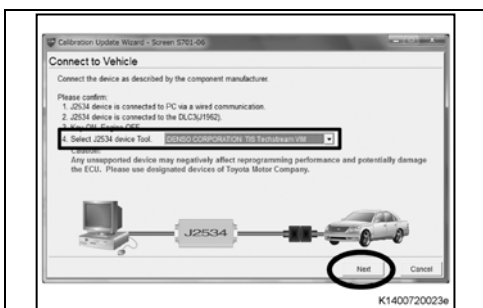 Calibration Update Wizard - Screen S701-06
Connect to Vehicle
Connect the device as described by the component manufacturer.
Please confirm:
1. J2534 device is connected to PC via a wired communication.
2. J2534 device is connected to the DLC3(J1962).
3. Key ON, Engine OFF
4. Select J2534 device Tool. DENSO CORPORATION TIS Techstream VIM
Caution:
Any unsupported device may negatively affect reprogramming performance and potentially damage
the ECU. Please use designated devices of Toyota Motor Company.
J2534
Next Cancel
K1400720023e